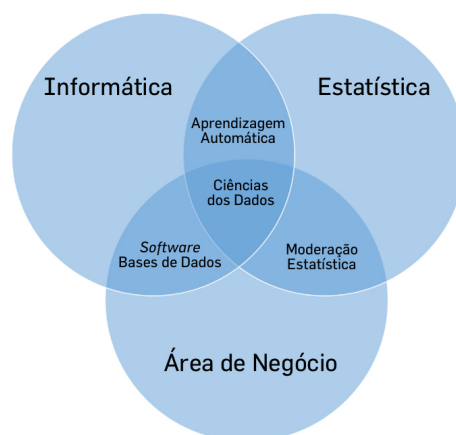 Informática
Estatística
Aprendizagem
Automática
Ciências
dos Dados
Software
Bases de Dados
Moderação
Estatística
Área de Negócio